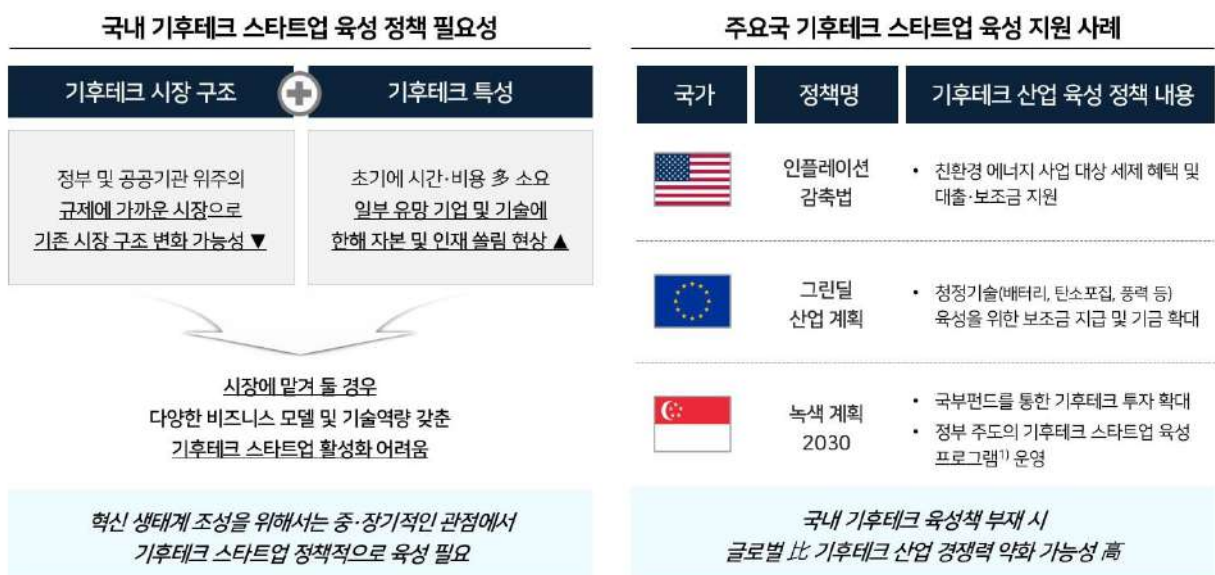 국내 기후테크 스타트업 육성 정책 필요성
기후테크 시장 구조
기후테크 특성
정부 및 공공기관 위주의
규제에 가까운 시장으로
기존 시장 구조 변화 가능성 ▼
초기에 시간·비용 多 소요
일부 유망 기업 및 기술에
한해 자본 및 인재 쏠림 현상 ▲
시장에 맡겨 둘 경우
다양한 비즈니스 모델 및 기술역량 갖춘
기후테크 스타트업 활성화 어려움
혁신 생태계 조성을 위해서는 중·장기적인 관점에서
기후테크 스타트업 정책적으로 육성 필요
주요국 기후테크 스타트업 육성 지원 사례
국가
정책명
기후테크 산업 육성 정책 내용
인플레이션
감축법
• 친환경 에너지 사업 대상 세제 혜택 및
대출·보조금 지원
그린딜
산업 계획
• 청정기술(배터리, 탄소포집, 풍력 등)
육성을 위한 보조금 지급 및 기금 확대
녹색 계획
2030
• 국부펀드를 통한 기후테크 투자 확대
• 정부 주도의 기후테크 스타트업 육성
프로그램¹⁾ 운영
국내 기후테크 육성책 부재 시
글로벌 比 기후테크 산업 경쟁력 약화 가능성 高